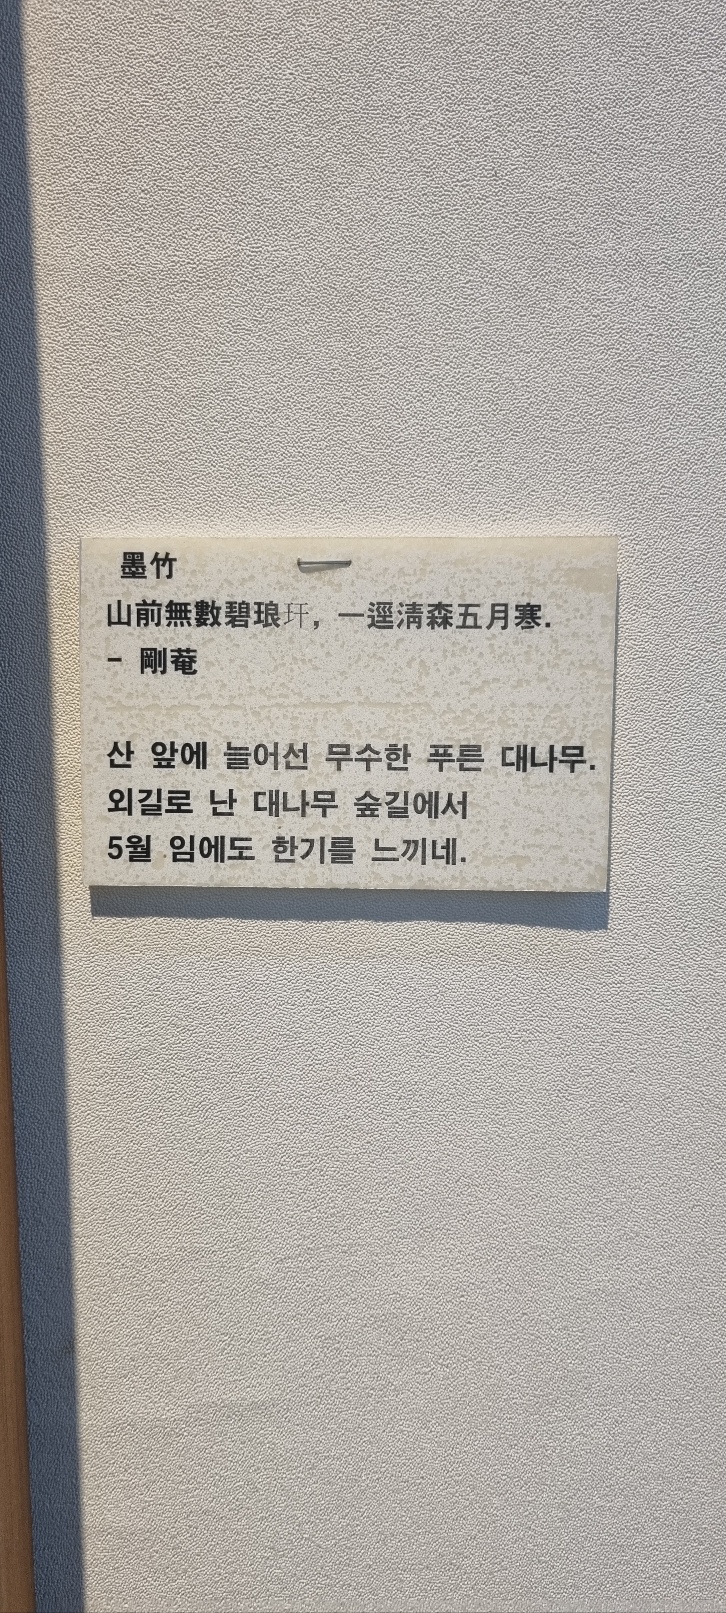 墨竹
山前無數碧琅玕, 一逕淸森五月寒.
- 剛菴
산 앞에 늘어선 무수한 푸른 대나무.
외길로 난 대나무 숲길에서
5월 임에도 한기를 느끼네.